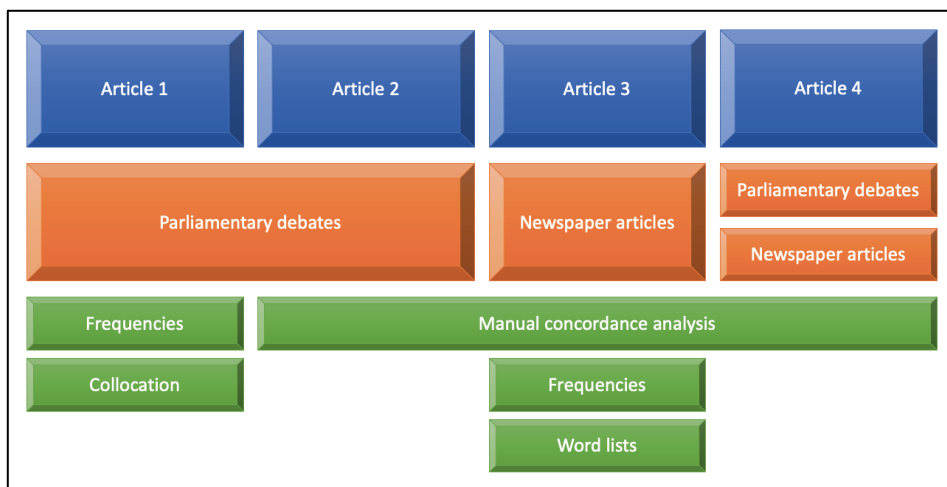 Article 1
Article 2
Article 3
Article 4
Parliamentary debates
Newspaper articles
Parliamentary debates
Newspaper articles
Frequencies
Manual concordance analysis
Collocation
Frequencies
Word lists